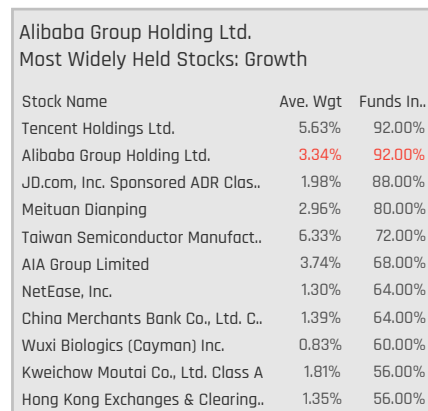 Alibaba Group Holding Ltd.
Most Widely Held Stocks: Growth
Stock Name Ave. Wgt Funds In..
Tencent Holdings Ltd. 5.63% 92.00%
Alibaba Group Holding Ltd. 3.34% 92.00%
JD.com, Inc. Sponsored ADR Clas.. 1.98% 88.00%
Meituan Dianping 2.96% 80.00%
Taiwan Semiconductor Manufact.. 6.33% 72.00%
AIA Group Limited 3.74% 68.00%
NetEase, Inc. 1.30% 64.00%
China Merchants Bank Co., Ltd. C.. 1.39% 64.00%
Wuxi Biologics (Cayman) Inc. 0.83% 60.00%
Kweichow Moutai Co., Ltd. Class A 1.81% 56.00%
Hong Kong Exchanges & Clearing.. 1.35% 56.00%